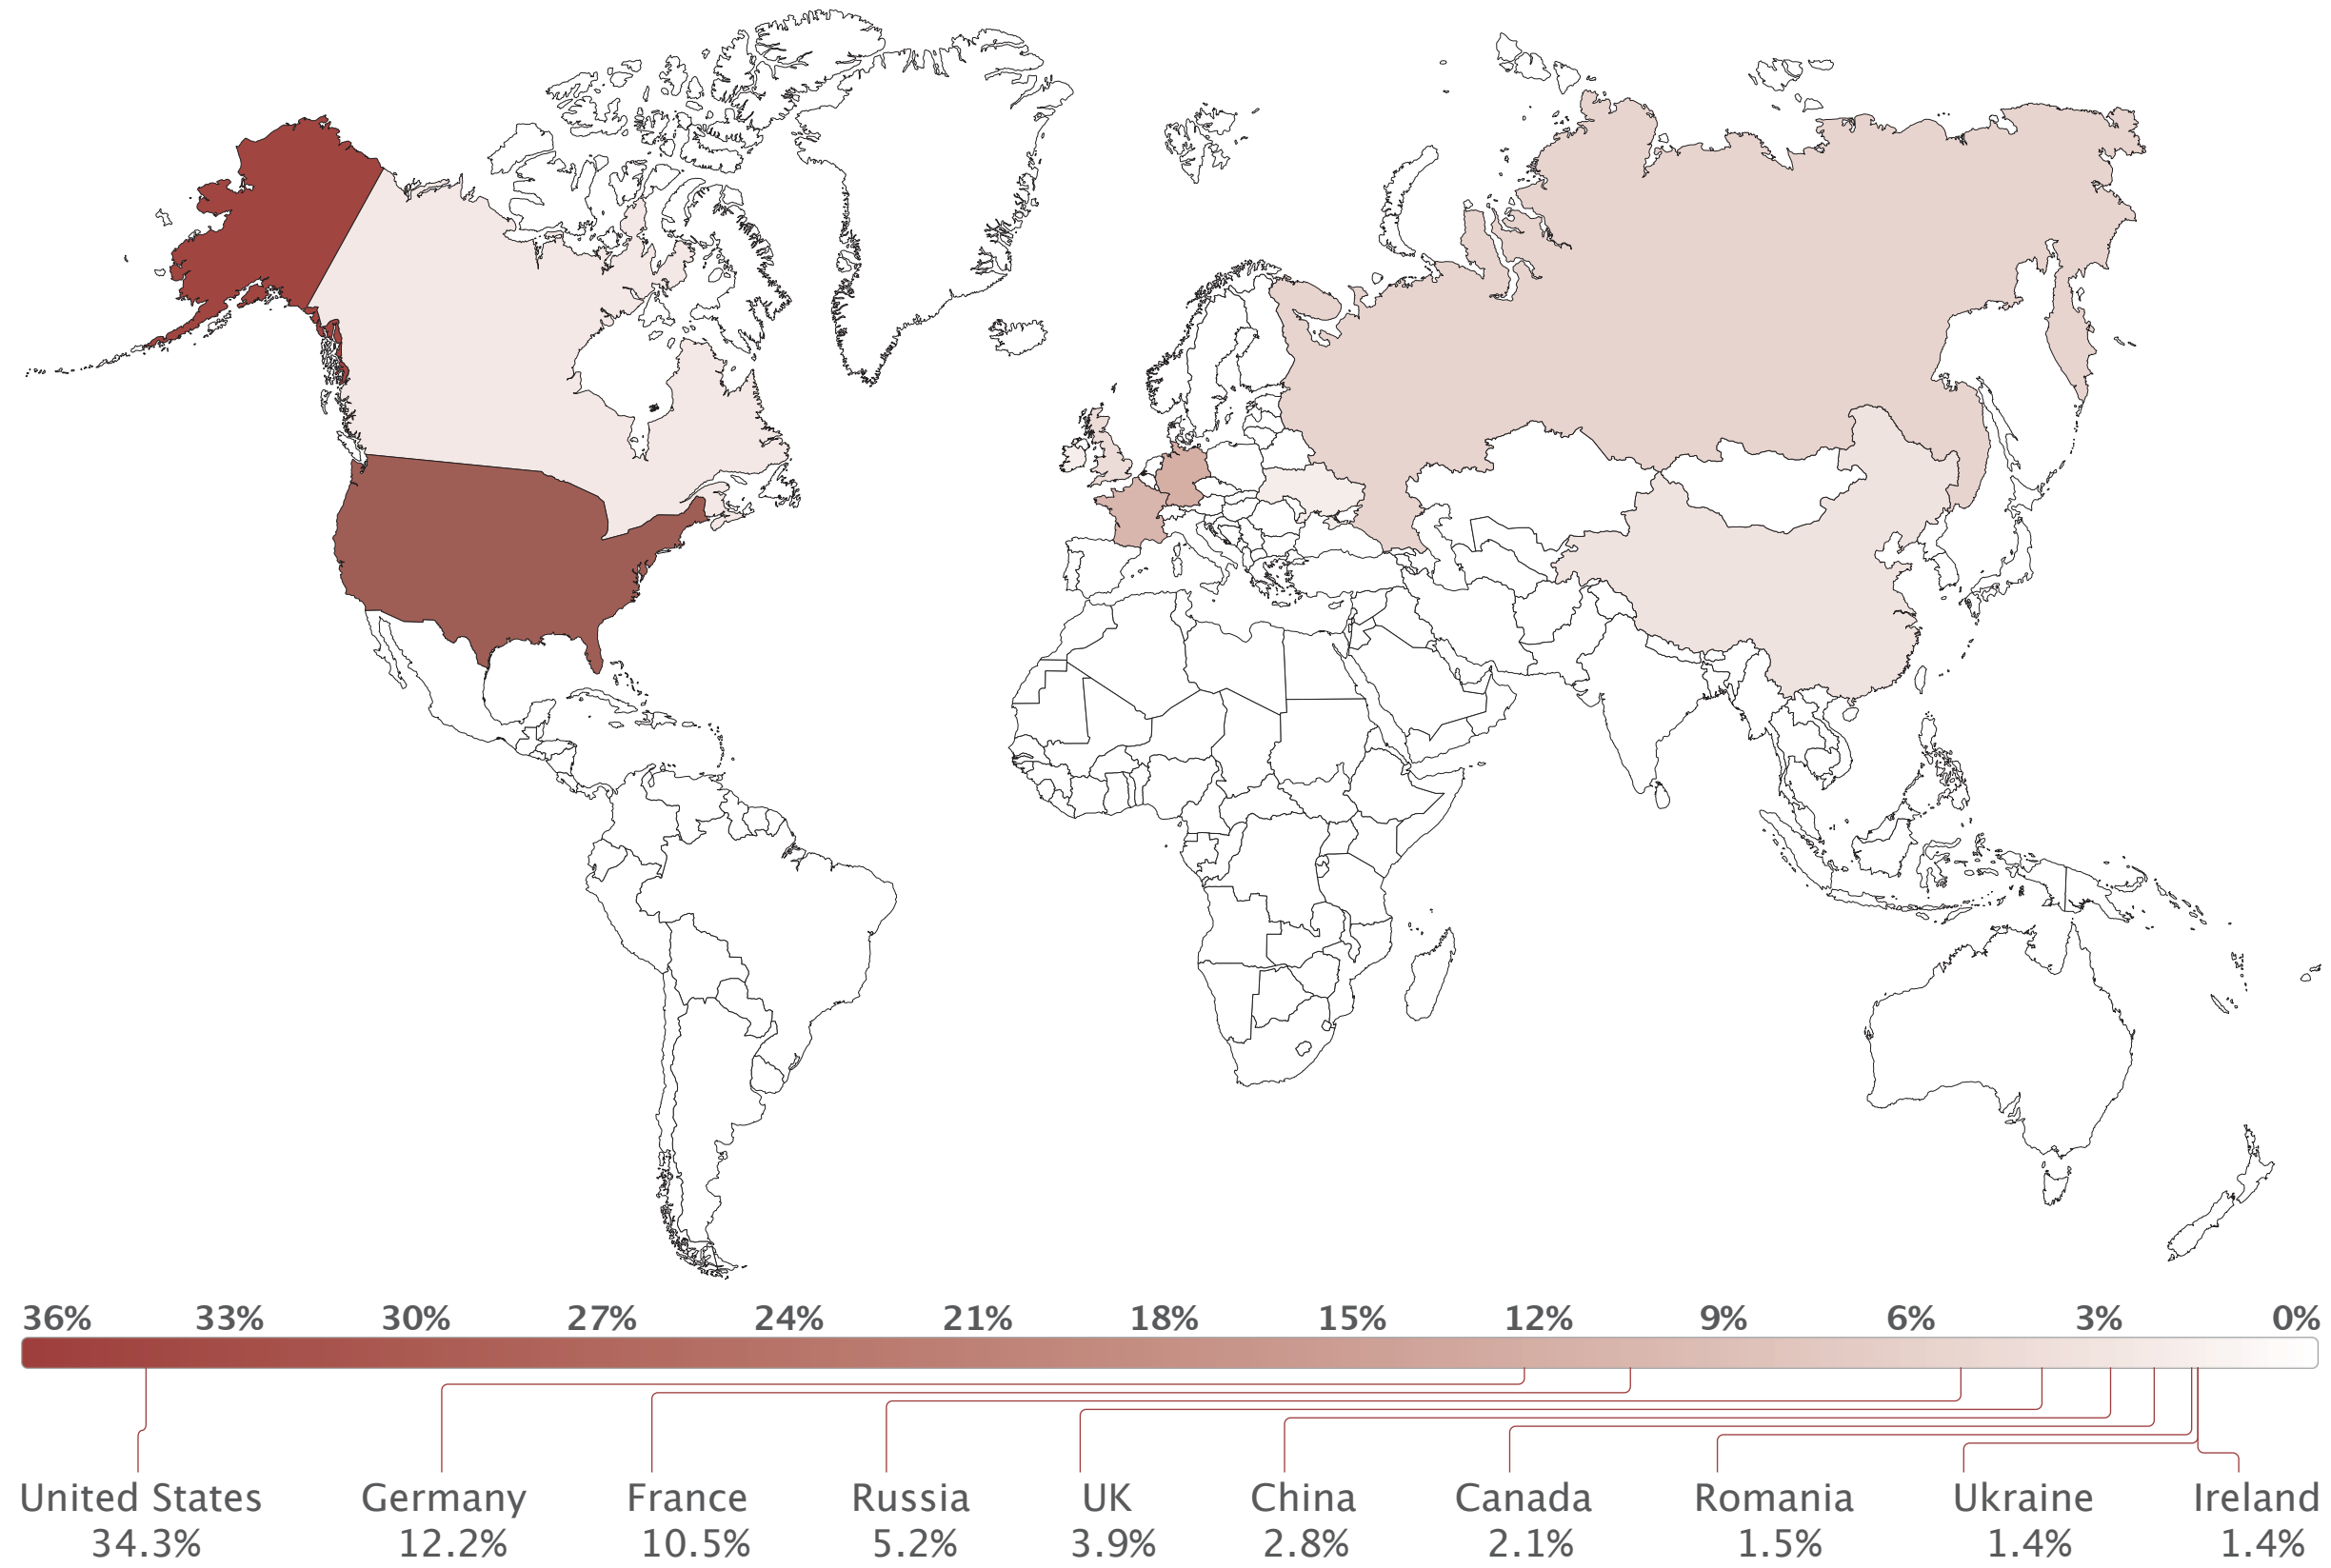 36% 33% 30% 27% 24% 21% 18% 15% 12% 9% 6% 3% 0%
United States Germany France Russia UK China Canada Romania Ukraine Ireland
34.3% 12.2% 10.5% 5.2% 3.9% 2.8% 2.1% 1.5% 1.4% 1.4%